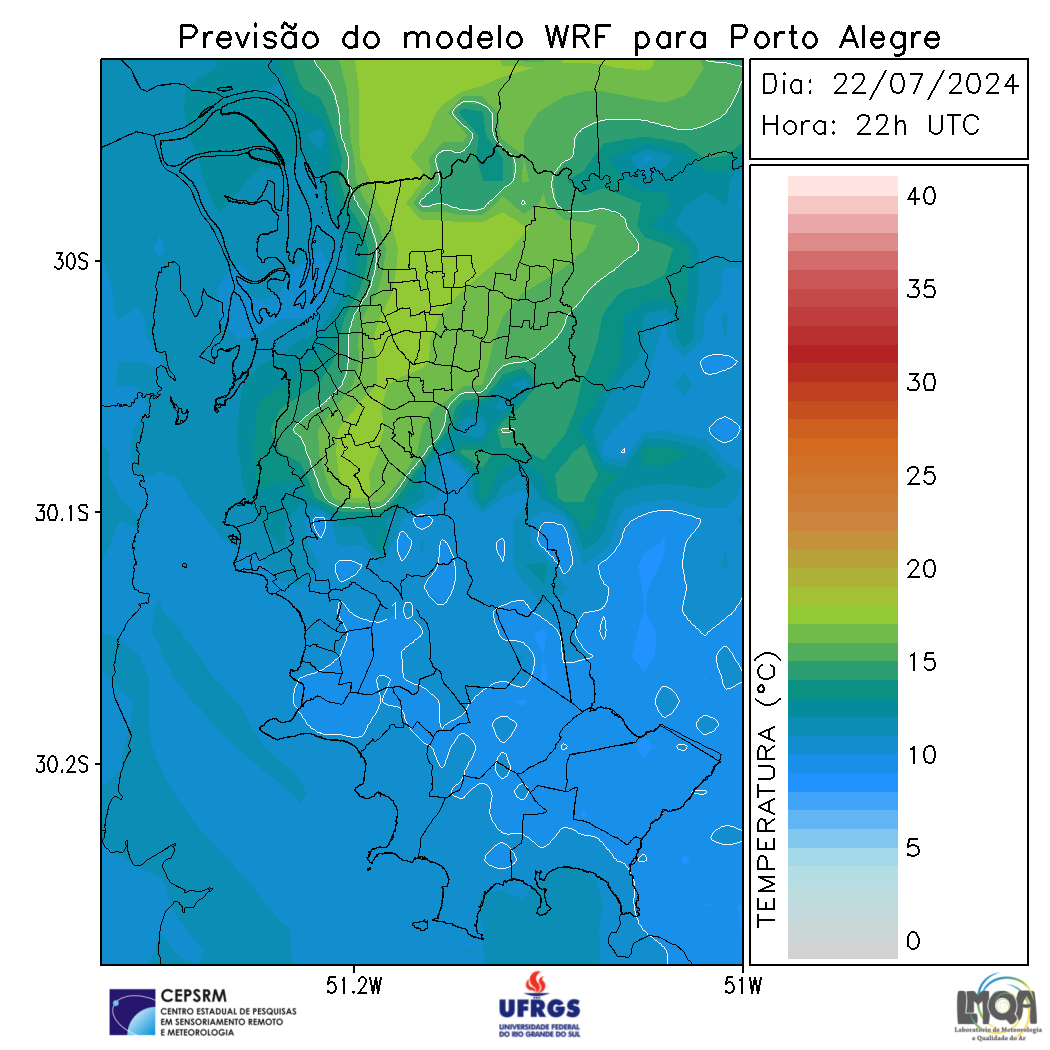 Previsão do modelo WRF para Porto Alegre
Dia: 22/07/2024
Hora: 22h UTC
30S
30.1S
30.2S
51.2W
51W
10
TEMPERATURA (°C)
40
35
30
25
20
15
10
5
0
CEPSRM
CENTRO ESTADUAL DE PESQUISAS
EM SENSORIAMENTO REMOTO
E METEOROLOGIA
UFRGS
UNIVERSIDADE FEDERAL
DO RIO GRANDE DO SUL
LMQA
Laboratório de Meteorologia
e Qualidade do Ar